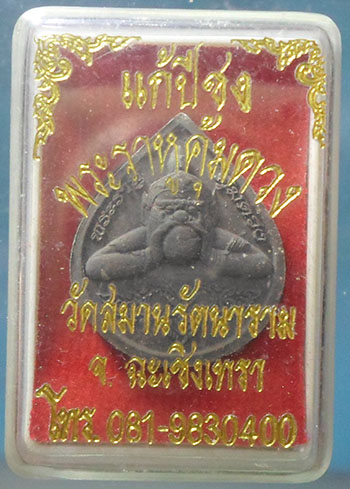 แก้ปีชง
พระราหูคุ้มดวง
วัดสมานรัตนาราม
จ. ฉะเชิงเทรา
โทร. 081-9830400